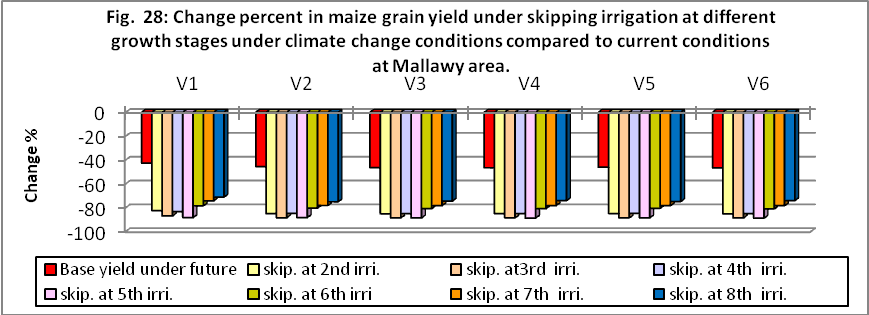 Fig. 28: Change percent in maize grain yield under skipping irrigation at different
growth stages under climate change conditions compared to current conditions
at Mallawy area.
V1 V2 V3 V4 V5 V6
0
-20
-40
-60
-80
-100
Change %
Base yield under future skip. at 2nd irri. skip. at3rd irri. skip. at 4th irri.
skip. at 5th irri. skip. at 6th irri skip. at 7th irri. skip. at 8th irri.